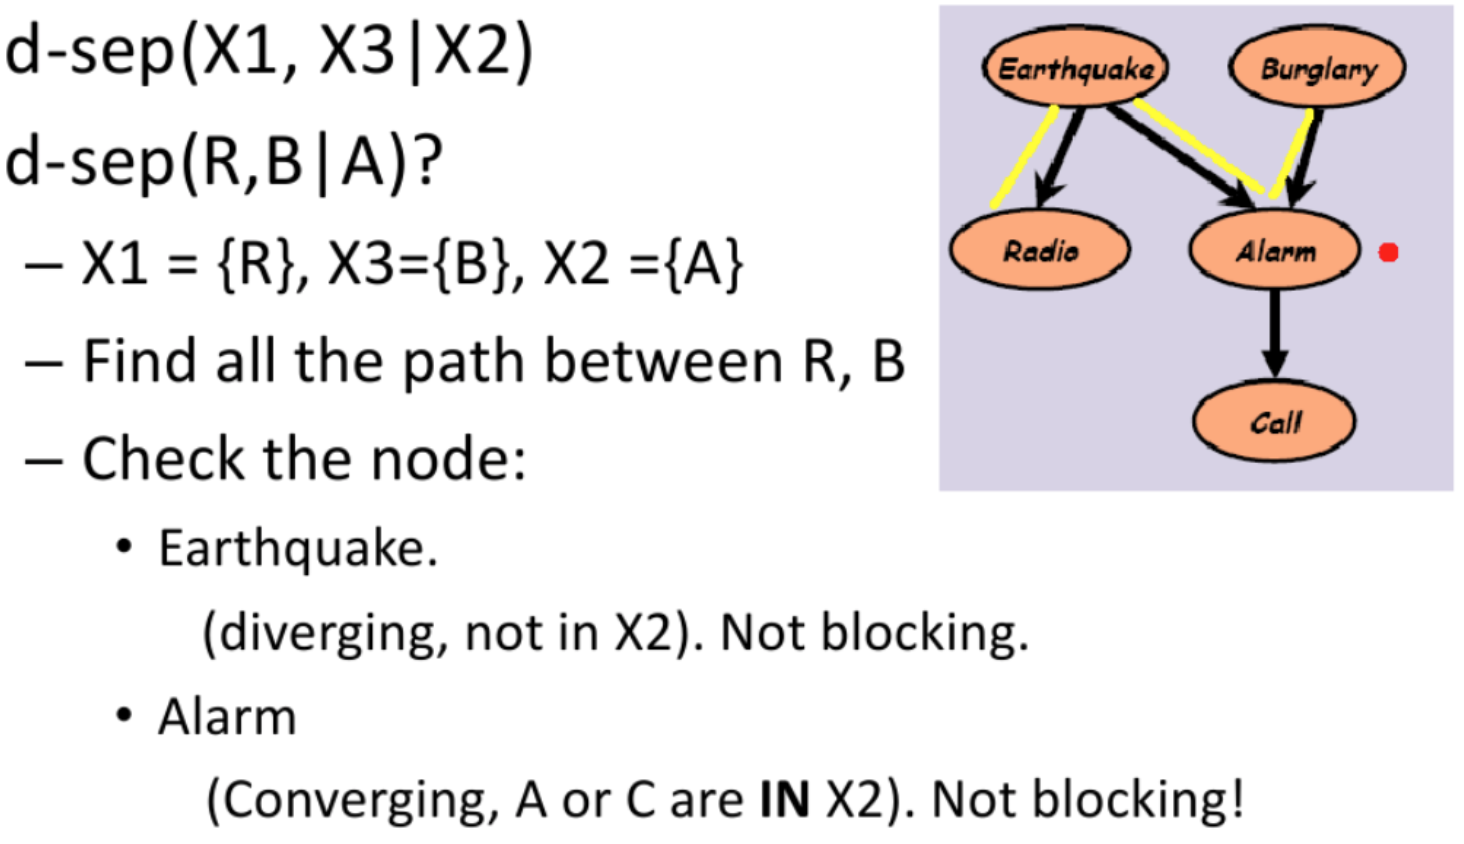 d-sep(X1, X3|X2)
d-sep(R,B|A)?
– X1 = {R}, X3={B}, X2 ={A}
– Find all the path between R, B
– Check the node:
• Earthquake.
(diverging, not in X2). Not blocking.
• Alarm
(Converging, A or C are IN X2). Not blocking!
Earthquake
Burglary
Radio
Alarm
Call